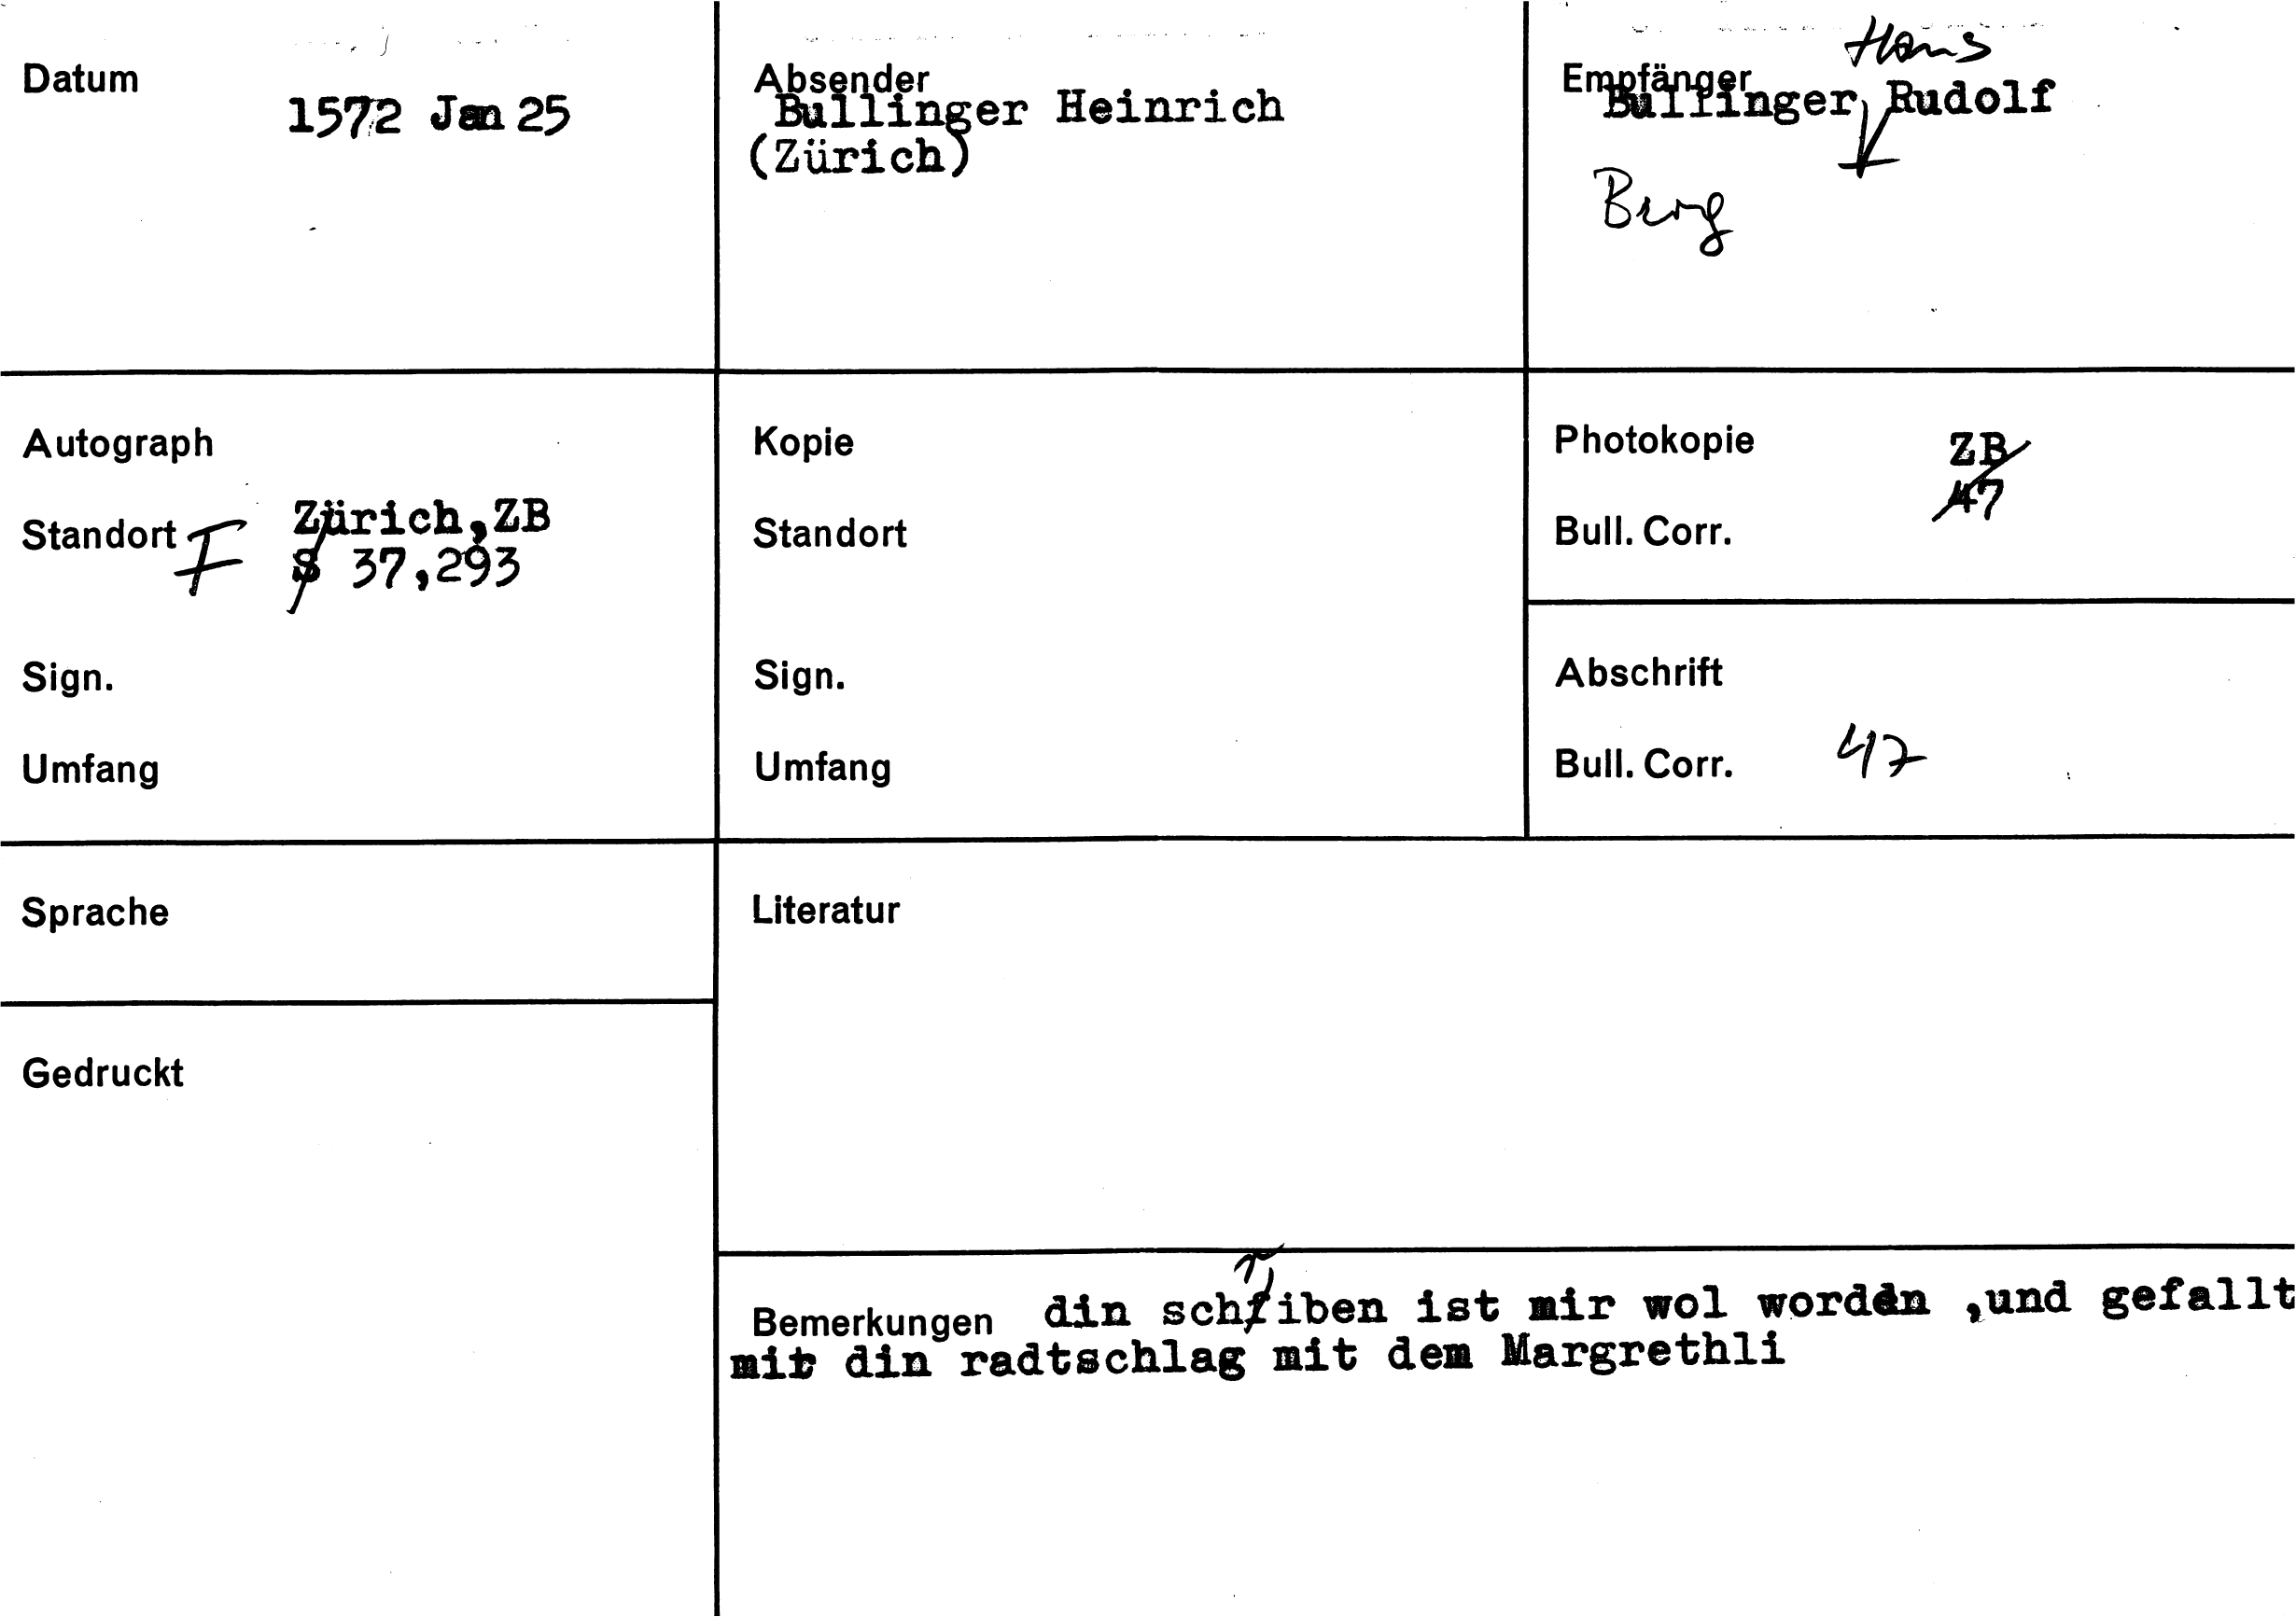 Datum
1572 Jan 25
Absender
Bullinger Heinrich
(Zürich)
Empfänger
Hans
Bullinger, Rudolf
Berg
Autograph
Standort F Zürich, ZB
S 37,293
Sign.
Umfang
Kopie
Standort
Sign.
Umfang
Photokopie ZB
47
Bull. Corr.
Abschrift
Bull. Corr. 47
Sprache
Gedruckt
Literatur
Bemerkungen din schriben ist mir wol worden ,und gefallt
mir din radtschlag mit dem Margrethli